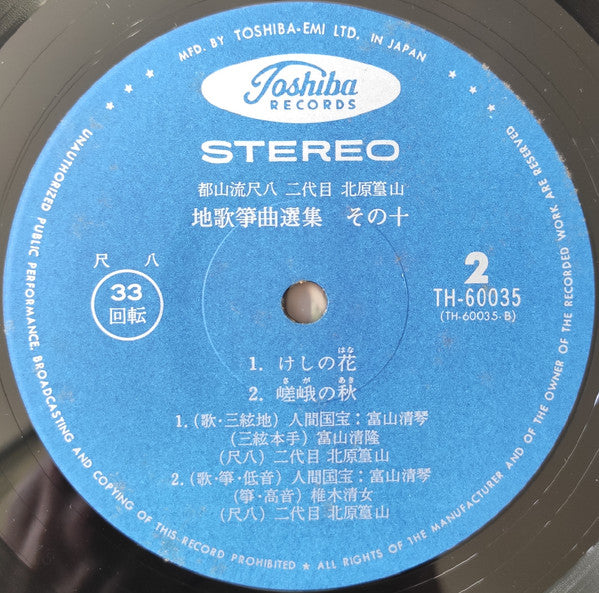 MFD. BY TOSHIBA-EMI LTD. IN JAPAN
Toshiba
RECORDS
STEREO
都山流尺八 二代目 北原篁山
地歌箏曲選集 その十
尺八
33
回転
2
TH-60035
(TH-60035-B)
1. けしの花
はな
2. 嵯峨の秋
さが
あき
1. (歌・三絃地) 人間国宝：富山清琴
(三絃本手) 富山清隆
(尺八) 二代目 北原篁山
2. (歌・箏・低音) 人間国宝：富山清琴
(箏・高音) 椎木清女
(尺八) 二代目 北原篁山
UNAUTHORIZED PUBLIC PERFORMANCE, BROADCASTING AND COPYING OF THIS RECORD PROHIBITED ★ ALL RIGHTS OF THE MANUFACTURER AND OF THE OWNER OF THE RECORDED WORK ARE RESERVED